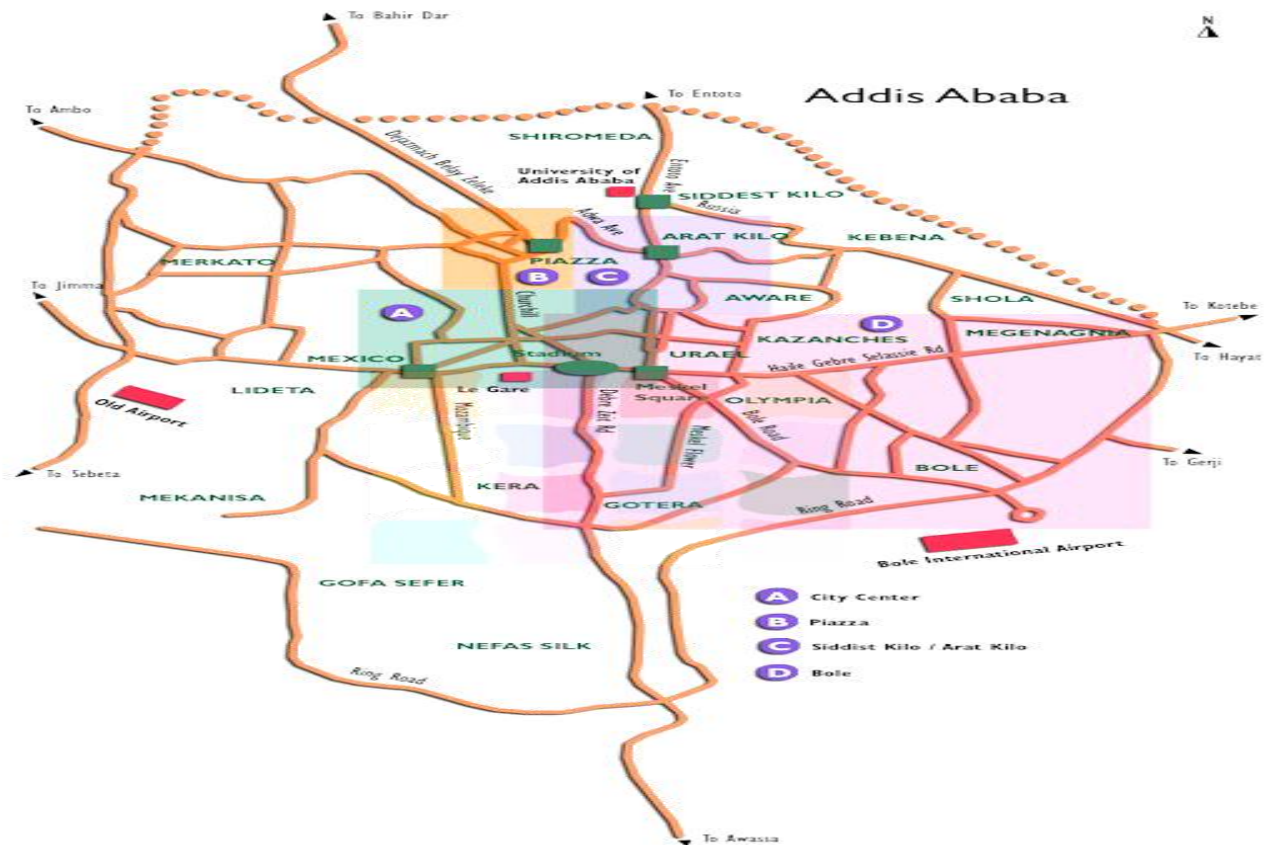 To Bahir Dar
N
To Ambo
To Entoto
Addis Ababa
SHIROMEDA
Dejazmach Belay Zeleke
Entoto Ave
University of
Addis Ababa
SIDDEST KILO
Russia
Adwa Ave
ARAT KILO
KEBENA
MERKATO
PIAZZA
B
C
To Jimma
A
Churchill
AWARE
SHOLA
To Kotebe
D
MEXICO
Stadium
URAEL
KAZANCHES
MEGENAGNIA
Haile Gebre Selassie Rd
To Hayat
LIDETA
Le Gare
Meskel
Square
OLYMPIA
Old Airport
Mozambique
Debre Zeit Rd
Meskel Flower
Bole Road
To Sebeta
To Gerji
BOLE
MEKANISA
KERA
GOTERA
Ring Road
Bole International Airport
GOFA SEFER
A City Center
B Piazza
C Siddist Kilo / Arat Kilo
D Bole
NEFAS SILK
Ring Road
To Awassa